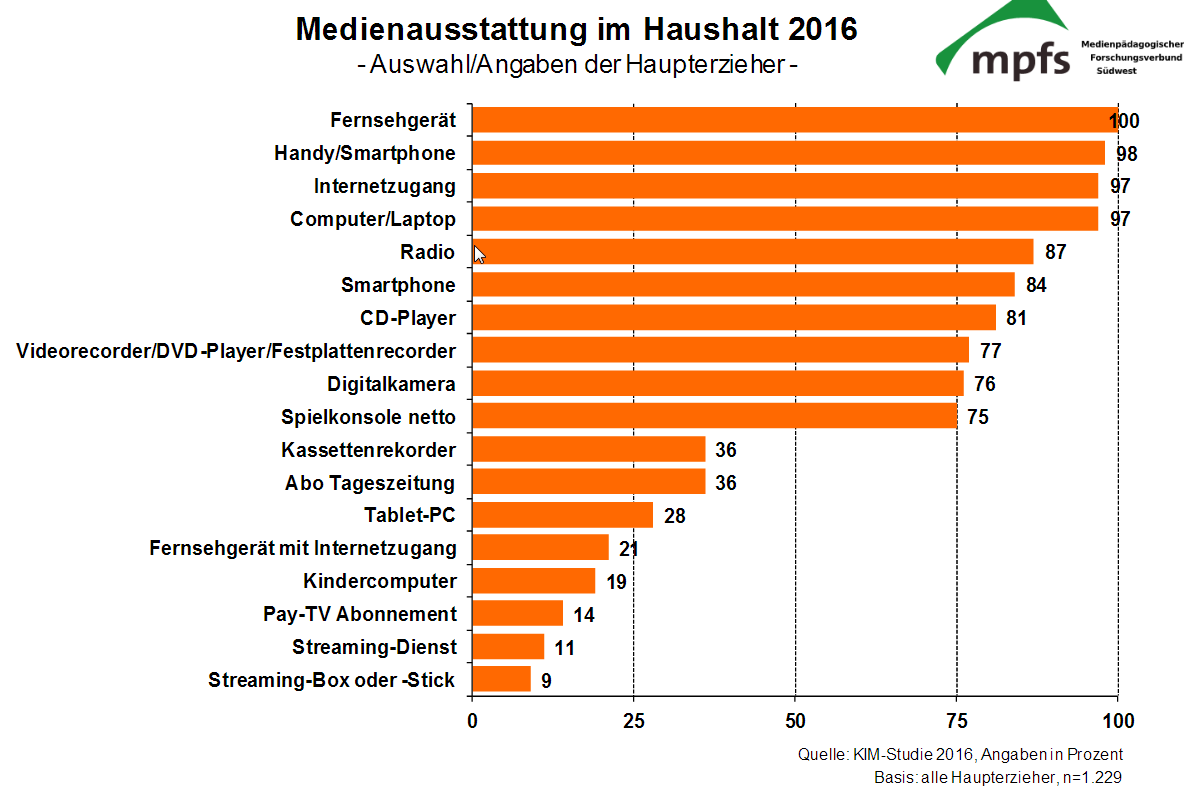 Medienausstattung im Haushalt 2016
- Auswahl/Angaben der Haupterzieher -
mpfs
Medienpädagogischer
Forschungsverbund
Südwest
Fernsehgerät 100
Handy/Smartphone 98
Internetzugang 97
Computer/Laptop 97
Radio 87
Smartphone 84
CD-Player 81
Videorecorder/DVD-Player/Festplattenrecorder 77
Digitalkamera 76
Spielkonsole netto 75
Kassettenrekorder 36
Abo Tageszeitung 36
Tablet-PC 28
Fernsehgerät mit Internetzugang 21
Kindercomputer 19
Pay-TV Abonnement 14
Streaming-Dienst 11
Streaming-Box oder -Stick 9
0 25 50 75 100
Quelle: KIM-Studie 2016, Angaben in Prozent
Basis: alle Haupterzieher, n=1.229